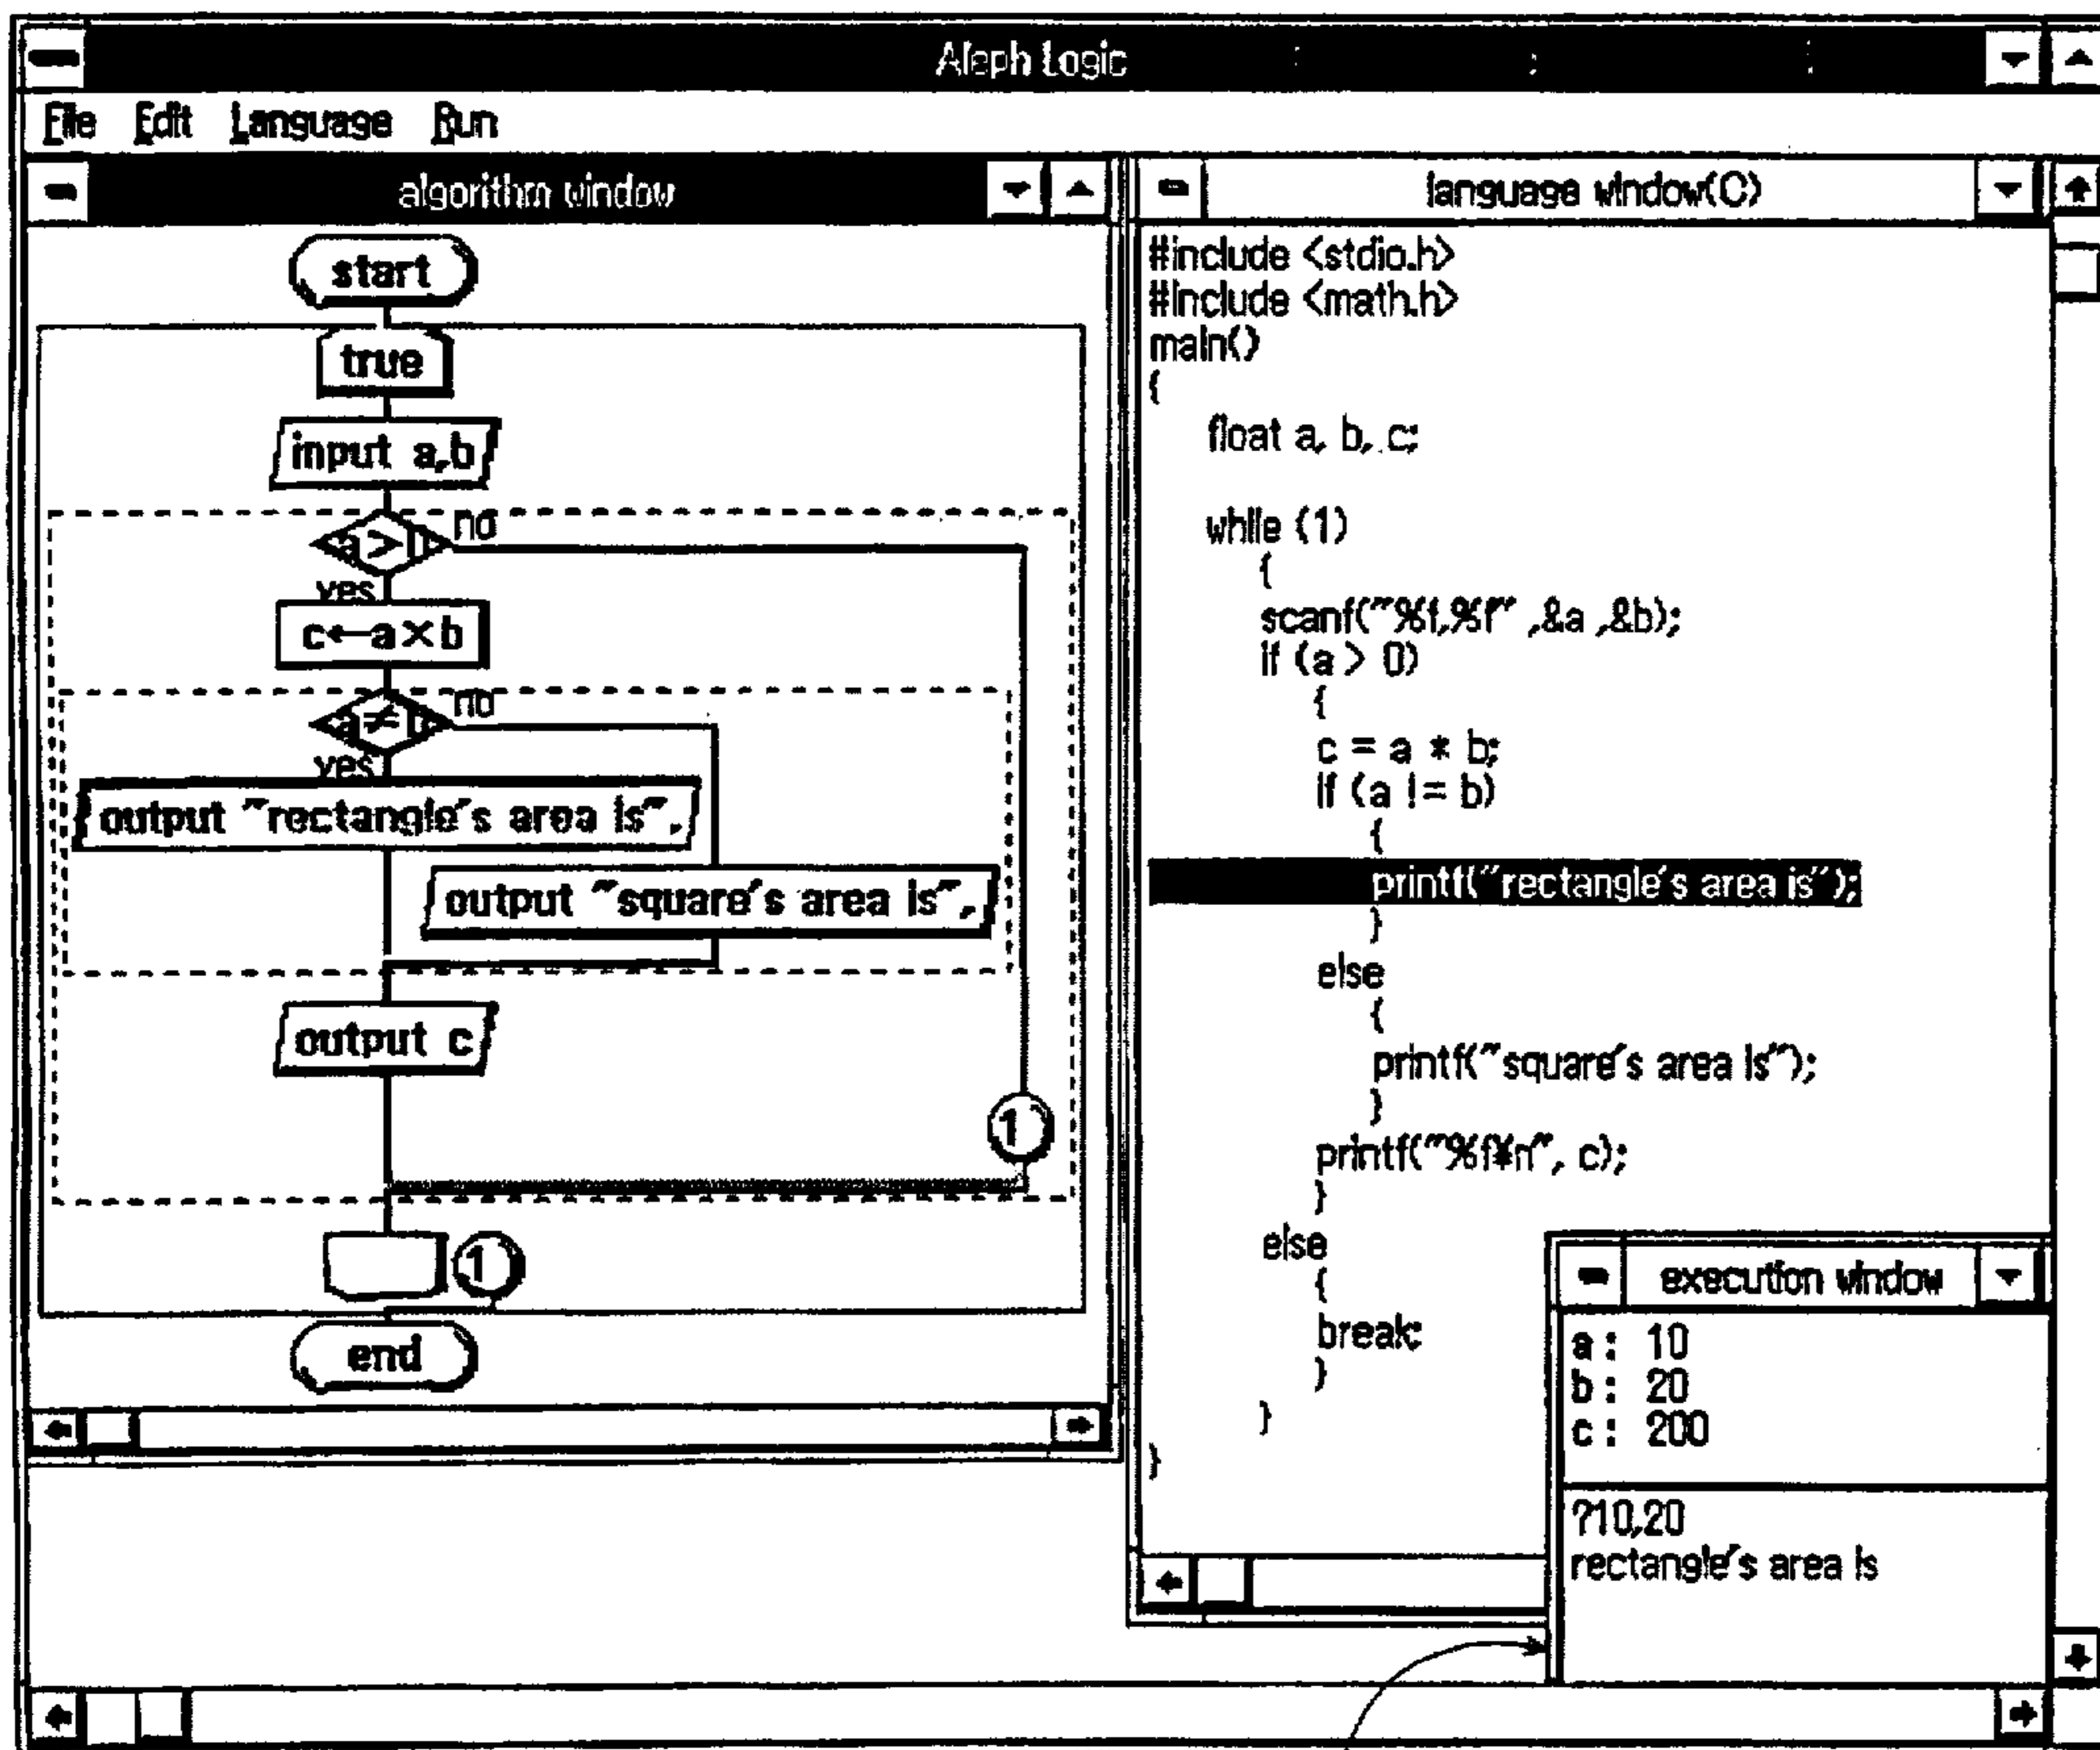 Aleph Logic
File Edit Language Run
algorithm window
start
true
input a,b
no
yes
c←a×b
no
yes
output "rectangle's area is",
output "square's area is",
output c
1
1
end
language window(C)
#include <stdio.h>
#include <math.h>
main()
{
float a, b, c;
while (1)
{
scanf("%f,%f" ,&a ,&b);
if (a > 0)
{
c = a * b;
if (a != b)
{
printf("rectangle's area is");
}
else
{
printf("square's area is");
}
printf("%f¥n", c);
}
else
{
break;
}
}
}
execution window
a : 10
b : 20
c : 200
?10,20
rectangle's area is